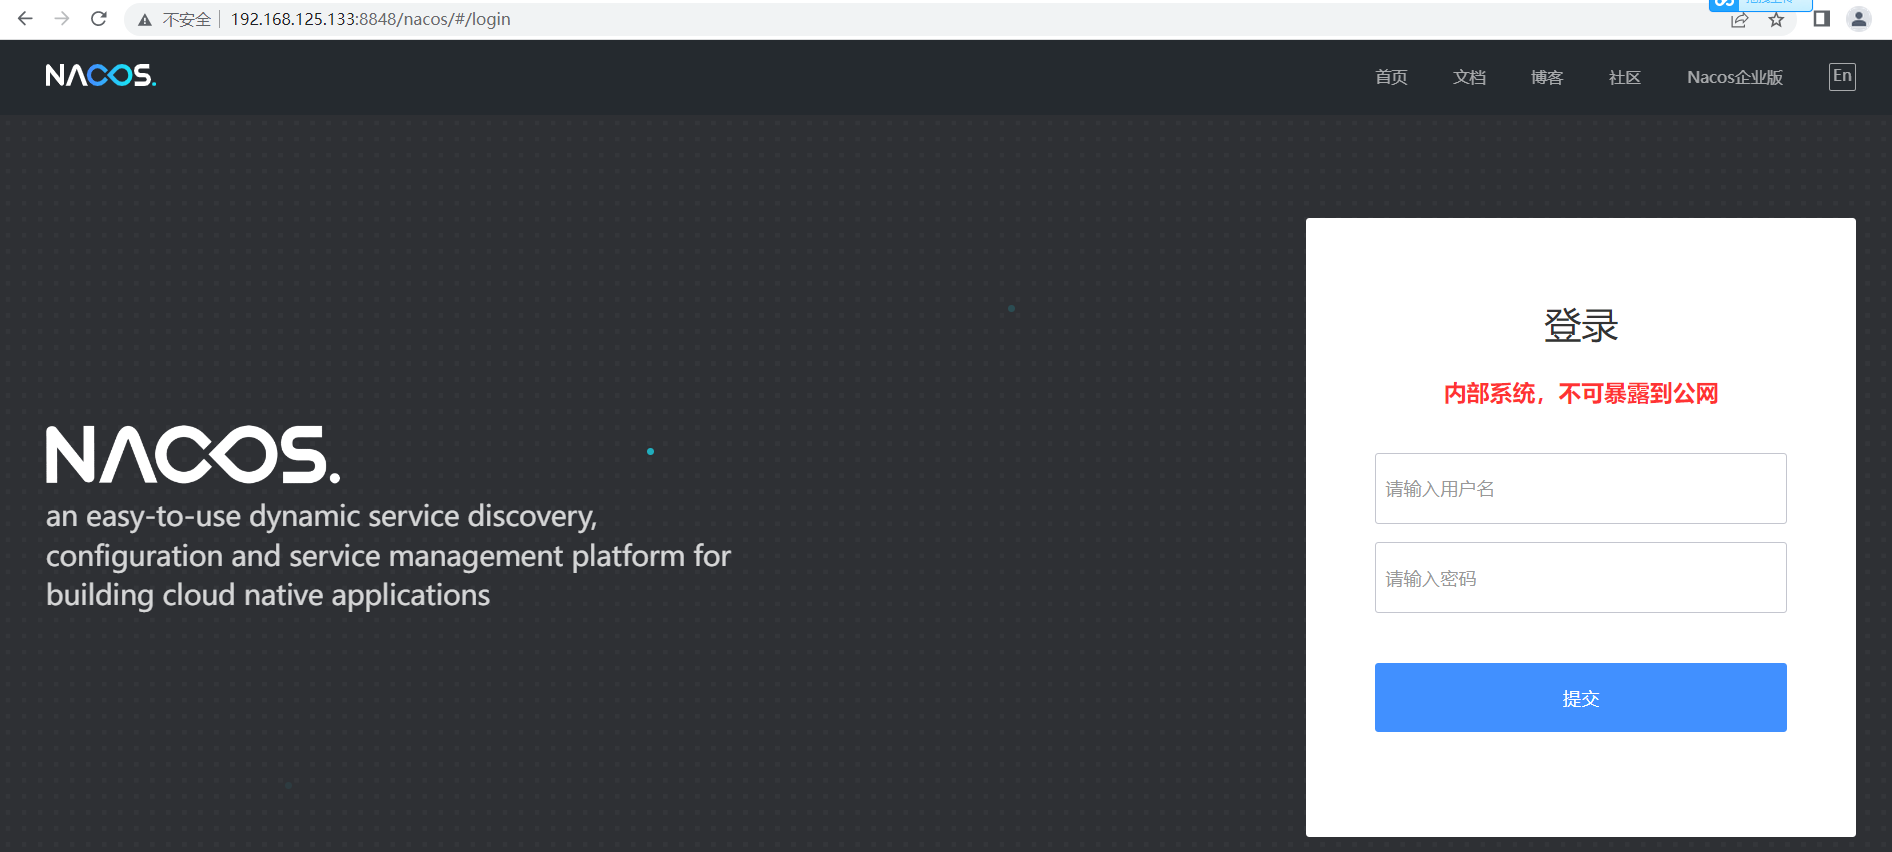 不安全 192.168.125.133:8848/nacos/#/login
NACOS.
首页 文档 博客 社区 Nacos企业版 En
登录
内部系统，不可暴露到公网
请输入用户名
请输入密码
提交
NACOS.
an easy-to-use dynamic service discovery,
configuration and service management platform for
building cloud native applications